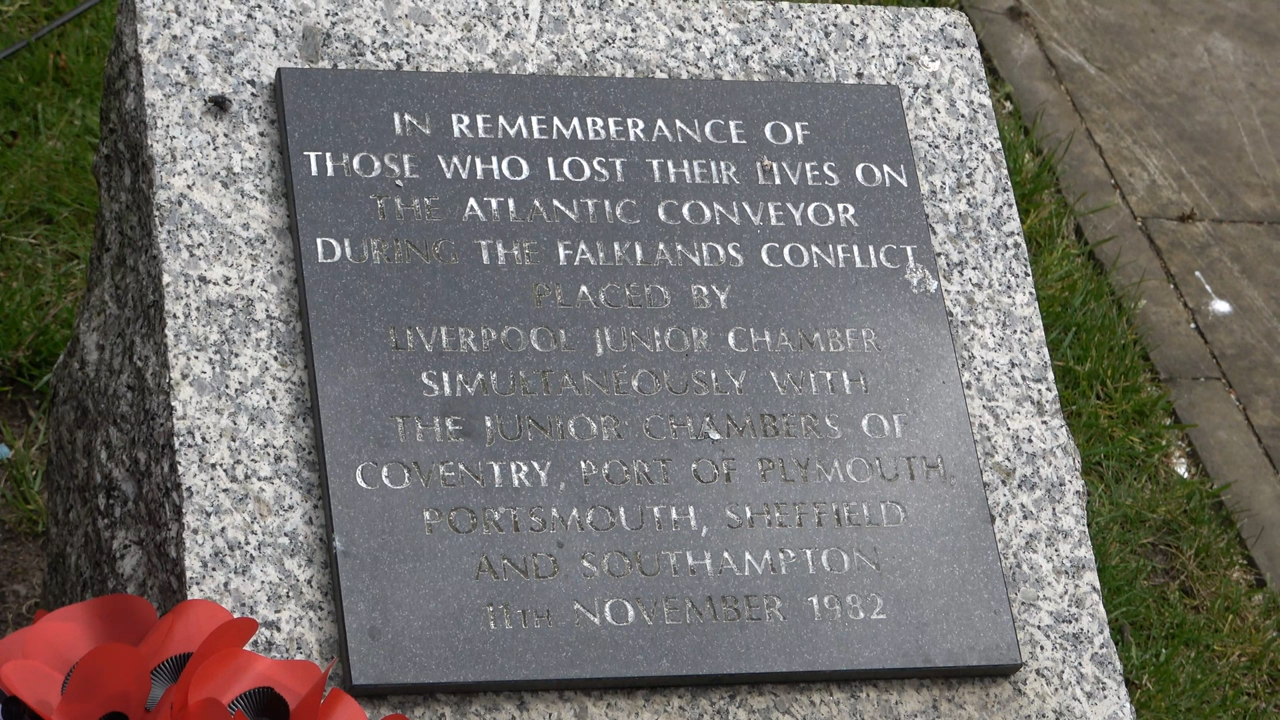 IN REMEMBERANCE OF
THOSE WHO LOST THEIR LIVES ON
THE ATLANTIC CONVEYOR
DURING THE FALKLANDS CONFLICT
PLACED BY
LIVERPOOL JUNIOR CHAMBER
SIMULTANEOUSLY WITH
THE JUNIOR CHAMBERS OF
COVENTRY, PORT OF PLYMOUTH,
PORTSMOUTH, SHEFFIELD
AND SOUTHAMPTON
11TH NOVEMBER 1982